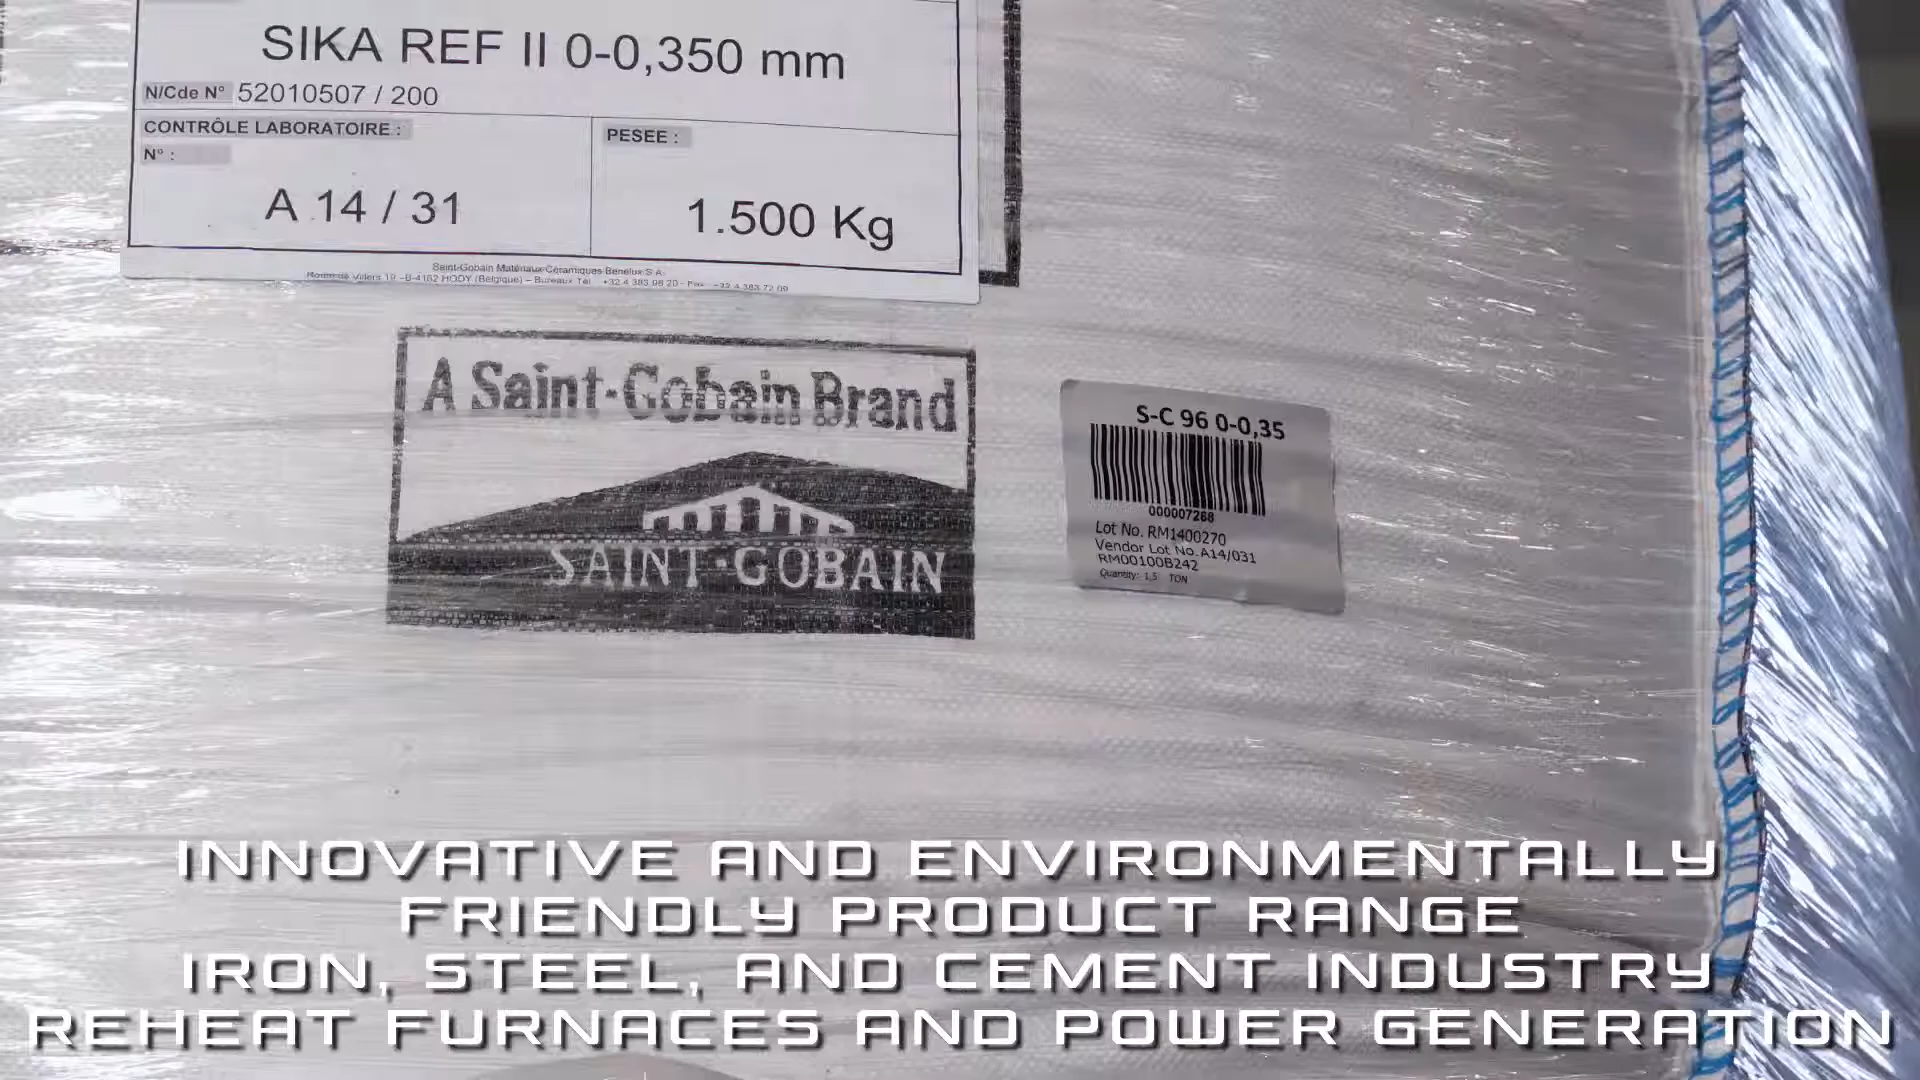 SIKA REF II 0-0,350 mm
N/Cde N° 52010507 / 200
CONTRÔLE LABORATOIRE :
N° :
A 14 / 31
PESEE :
1.500 Kg
Saint-Gobain Matériaux Céramiques Benelux S.A.
Route de Villers 10 –B-4162 HODY (Belgique) – Bureaux Tél +32 4 383 98 20 - Fax +32 4 383 72 09
A Saint-Gobain Brand
SAINT-GOBAIN
S-C 96 0-0,35
000007268
Lot No. RM1400270
Vendor Lot No.A14/031
RM00100B242
Quantity: 1,5 TON
INNOVATIVE AND ENVIRONMENTALLY
FRIENDLY PRODUCT RANGE
IRON, STEEL, AND CEMENT INDUSTRY
REHEAT FURNACES AND POWER GENERATION